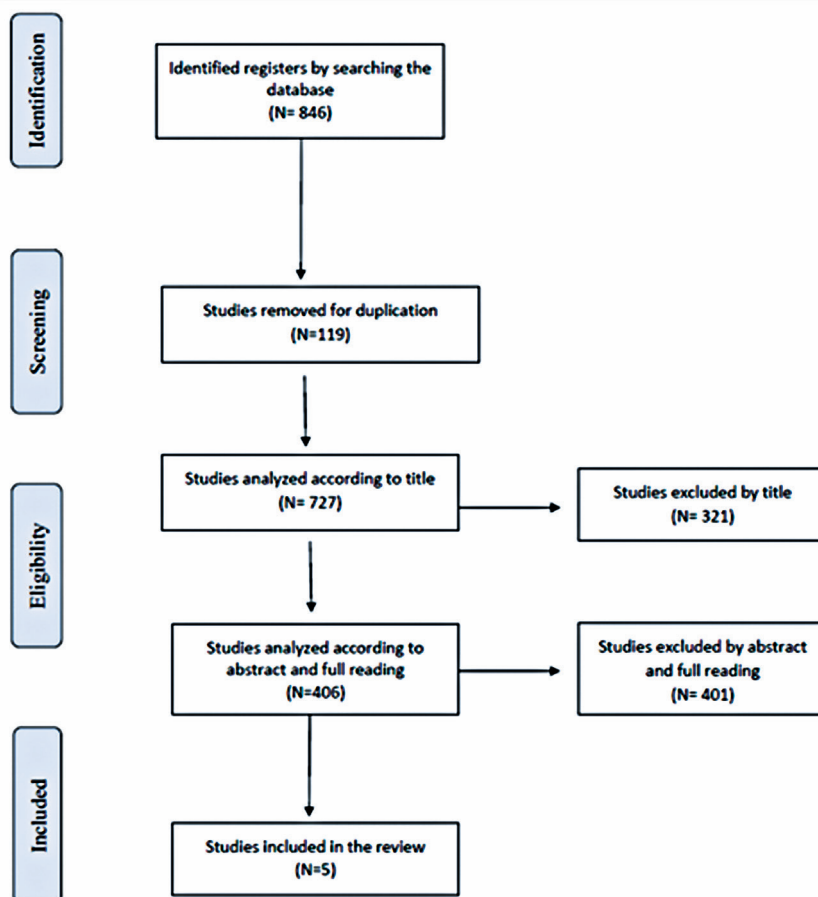 Identification
Identified registers by searching the
database
(N= 846)
Screening
Studies removed for duplication
(N=119)
Eligibility
Studies analyzed according to title
(N= 727)
Studies excluded by title
(N= 321)
Studies analyzed according to
abstract and full reading
(N=406)
Studies excluded by abstract
and full reading
(N= 401)
Included
Studies included in the review
(N=5)